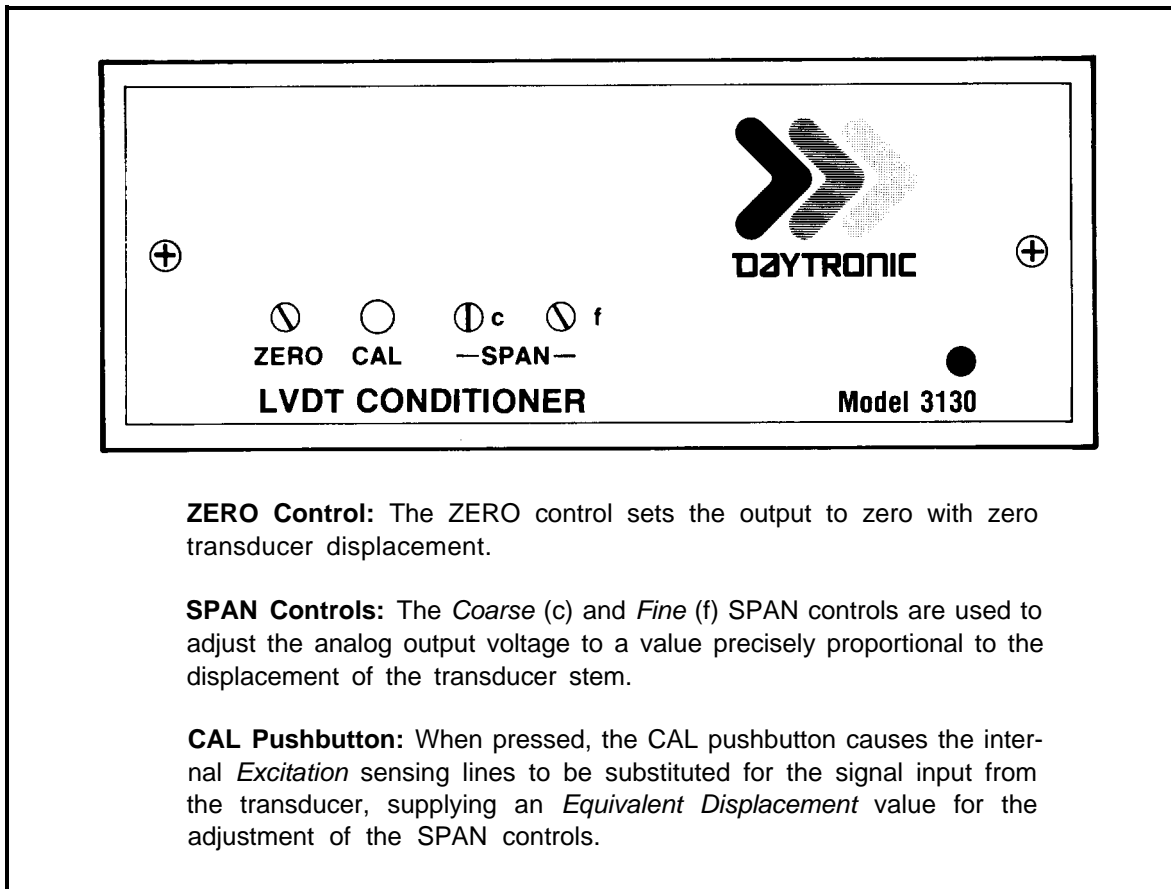 DAYTRONIC
c f
ZERO CAL —SPAN—
LVDT CONDITIONER Model 3130
ZERO Control: The ZERO control sets the output to zero with zero
transducer displacement.
SPAN Controls: The Coarse (c) and Fine (f) SPAN controls are used to
adjust the analog output voltage to a value precisely proportional to the
displacement of the transducer stem.
CAL Pushbutton: When pressed, the CAL pushbutton causes the inter-
nal Excitation sensing lines to be substituted for the signal input from
the transducer, supplying an Equivalent Displacement value for the
adjustment of the SPAN controls.